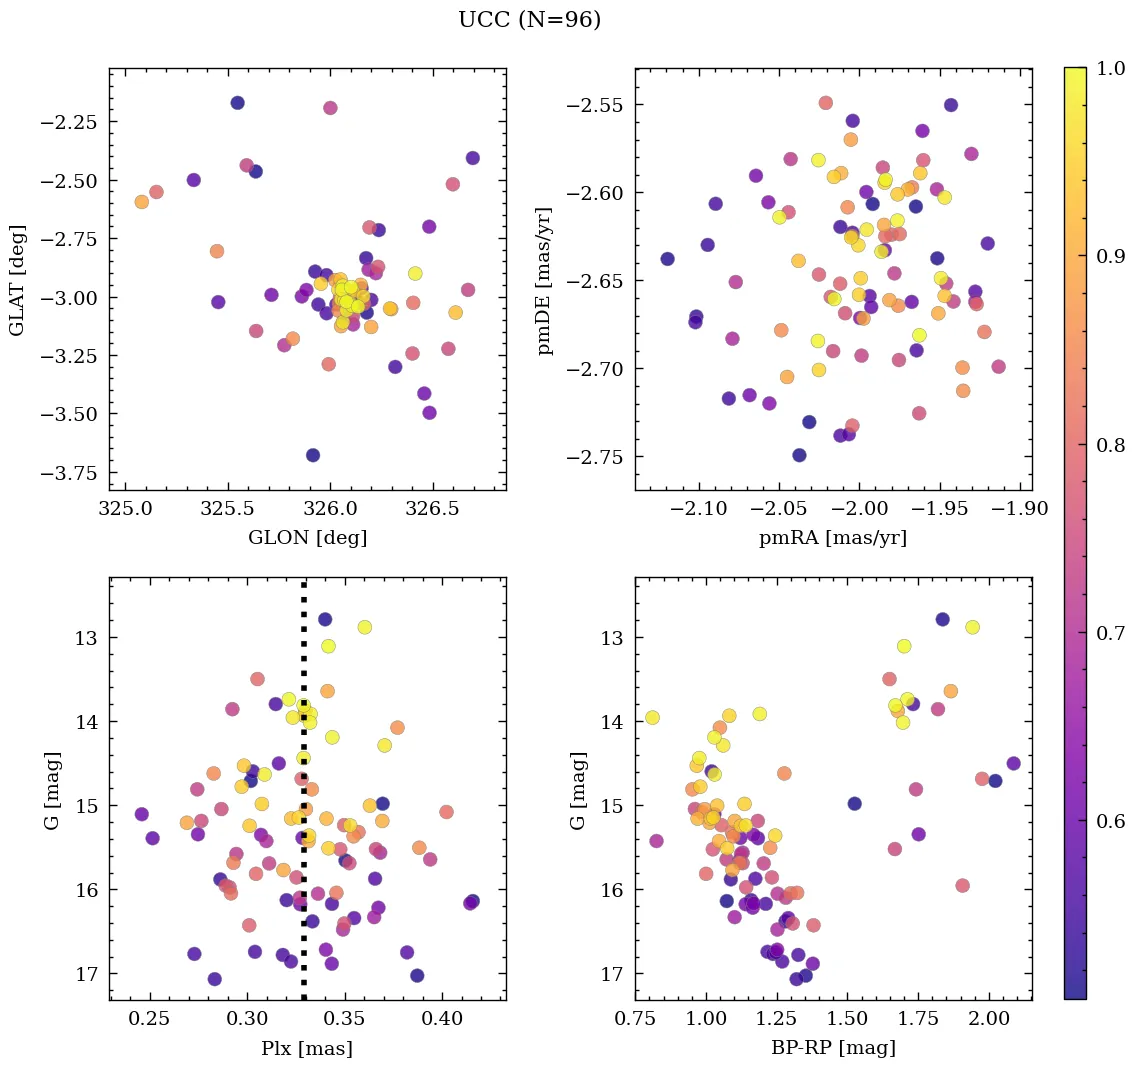 UCC (N=96)
−2.25
−2.50
−2.75
−3.00
−3.25
−3.50
−3.75
GLAT [deg]
325.0 325.5 326.0 326.5
GLON [deg]
−2.55
−2.60
−2.65
−2.70
−2.75
pmDE [mas/yr]
−2.10 −2.05 −2.00 −1.95 −1.90
pmRA [mas/yr]
1.0
0.9
0.8
0.7
0.6
13
14
15
16
17
G [mag]
0.25 0.30 0.35 0.40
Plx [mas]
13
14
15
16
17
G [mag]
0.75 1.00 1.25 1.50 1.75 2.00
BP-RP [mag]